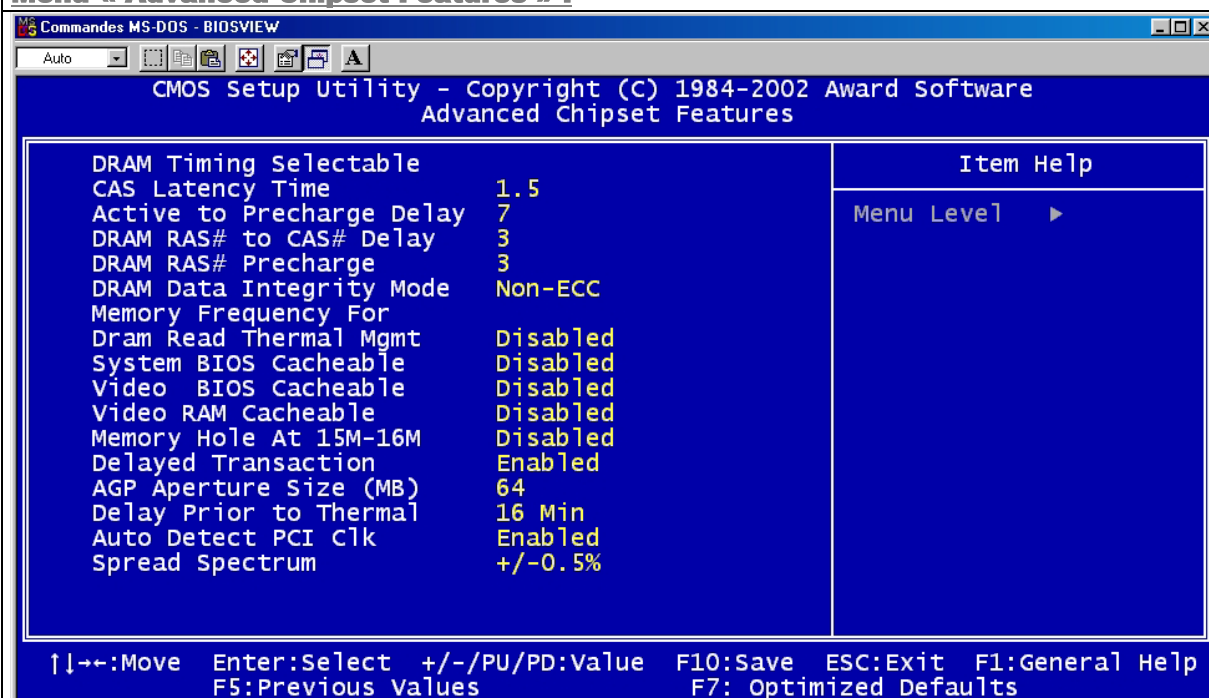 Menu « Advanced Chipset Features » :
Commandes MS-DOS - BIOSVIEW
Auto
A
CMOS Setup Utility - Copyright (C) 1984-2002 Award Software
Advanced Chipset Features
DRAM Timing Selectable
CAS Latency Time 1.5
Active to Precharge Delay 7
DRAM RAS# to CAS# Delay 3
DRAM RAS# Precharge 3
DRAM Data Integrity Mode Non-ECC
Memory Frequency For
Dram Read Thermal Mgmt Disabled
System BIOS Cacheable Disabled
Video BIOS Cacheable Disabled
Video RAM Cacheable Disabled
Memory Hole At 15M-16M Disabled
Delayed Transaction Enabled
AGP Aperture Size (MB) 64
Delay Prior to Thermal 16 Min
Auto Detect PCI Clk Enabled
Spread Spectrum +/-0.5%
Item Help
Menu Level ►
↑↓→←:Move Enter:Select +/-/PU/PD:Value F10:Save ESC:Exit F1:General Help
F5:Previous Values F7: Optimized Defaults